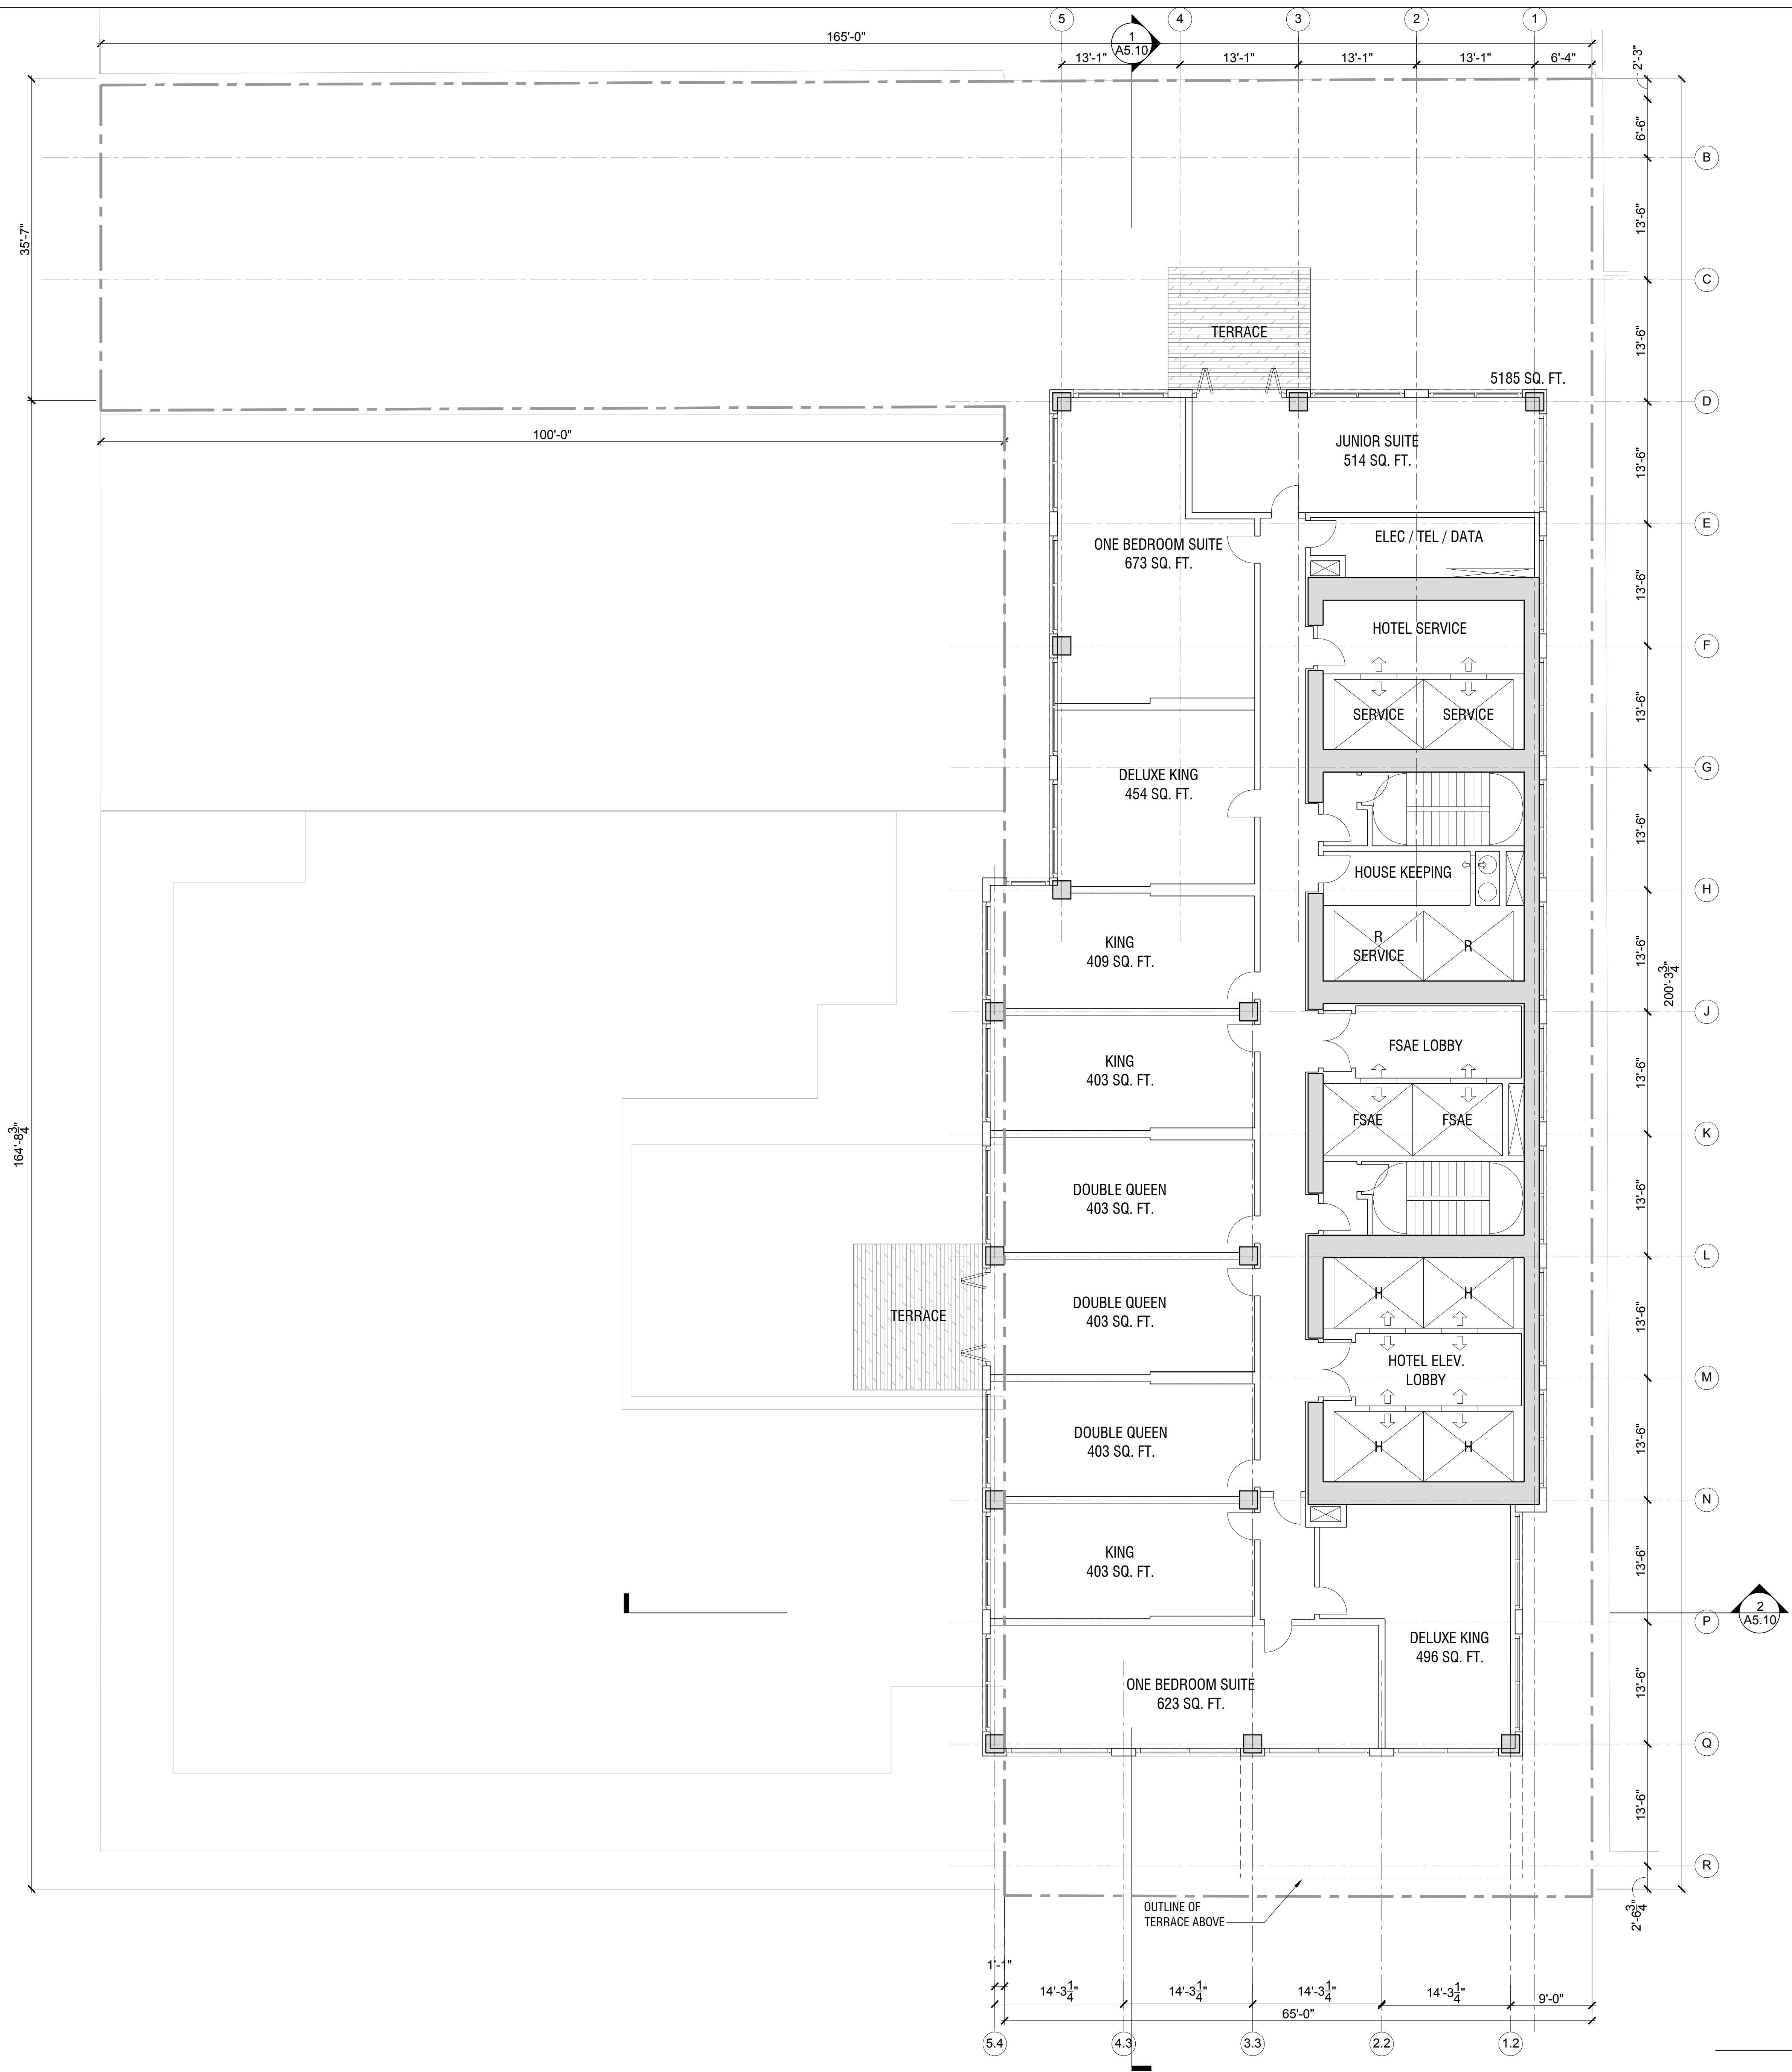 5
4
3
2
1
1
A5.10
165'-0"
13'-1"
13'-1"
13'-1"
13'-1"
6'-4"
2'-3"
6'-6"
B
13'-6"
35'-7"
C
13'-6"
TERRACE
5185 SQ. FT.
D
100'-0"
JUNIOR SUITE
514 SQ. FT.
13'-6"
E
ELEC / TEL / DATA
ONE BEDROOM SUITE
673 SQ. FT.
13'-6"
HOTEL SERVICE
F
SERVICE
SERVICE
13'-6"
G
DELUXE KING
454 SQ. FT.
13'-6"
HOUSE KEEPING
H
KING
409 SQ. FT.
R
SERVICE
R
13'-6"
200'-3 3/4"
J
FSAE LOBBY
KING
403 SQ. FT.
13'-6"
FSAE
FSAE
K
164'-8 3/4"
DOUBLE QUEEN
403 SQ. FT.
13'-6"
L
H
H
DOUBLE QUEEN
403 SQ. FT.
TERRACE
13'-6"
HOTEL ELEV.
LOBBY
M
DOUBLE QUEEN
403 SQ. FT.
H
H
13'-6"
N
KING
403 SQ. FT.
13'-6"
2
A5.10
P
DELUXE KING
496 SQ. FT.
ONE BEDROOM SUITE
623 SQ. FT.
13'-6"
Q
13'-6"
R
OUTLINE OF
TERRACE ABOVE
2'-6 3/4"
1'-1"
14'-3 1/4"
14'-3 1/4"
14'-3 1/4"
14'-3 1/4"
9'-0"
65'-0"
5.4
4.3
3.3
2.2
1.2